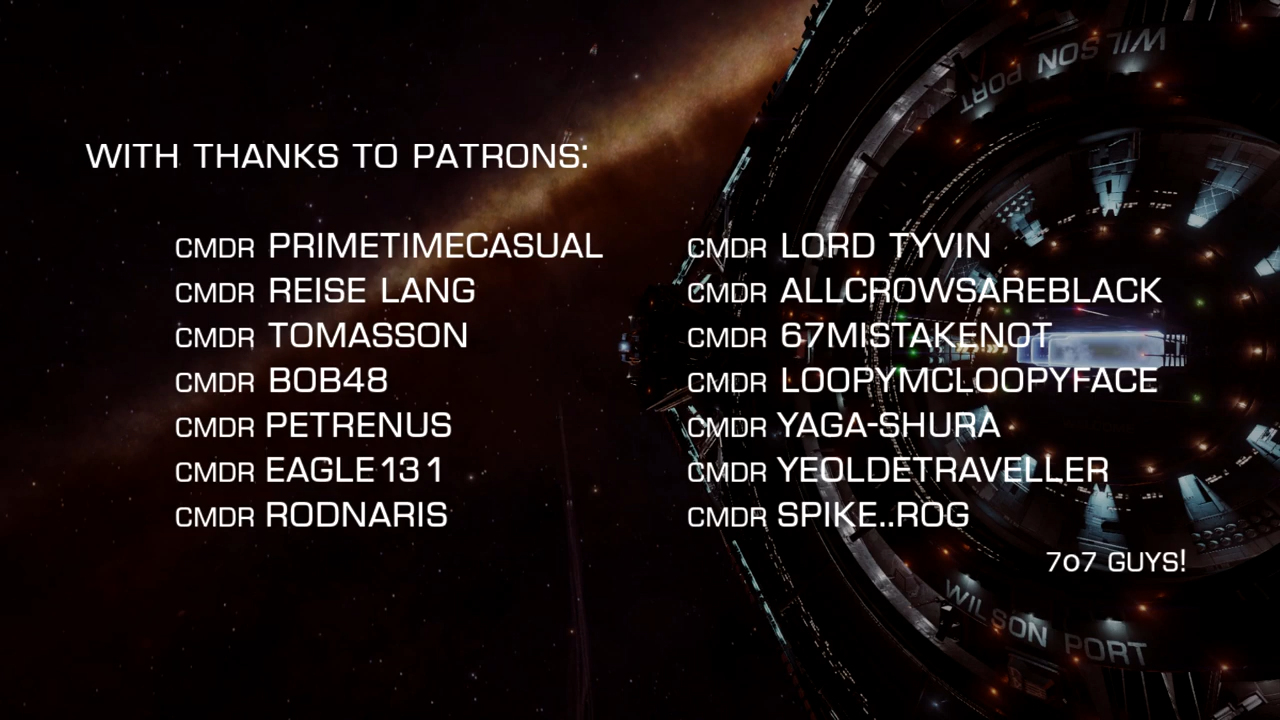 WILSON PORT
WITH THANKS TO PATRONS:
CMDR PRIMETIMECASUAL
CMDR REISE LANG
CMDR TOMASSON
CMDR BOB48
CMDR PETRENUS
CMDR EAGLE131
CMDR RODNARIS
CMDR LORD TYVIN
CMDR ALLCROWSAREBLACK
CMDR 67MISTAKENOT
CMDR LOOPYMCLOOPYFACE
CMDR YAGA-SHURA
CMDR YEOLDETRAVELLER
CMDR SPIKE..ROG
7o7 GUYS!
WILSON PORT